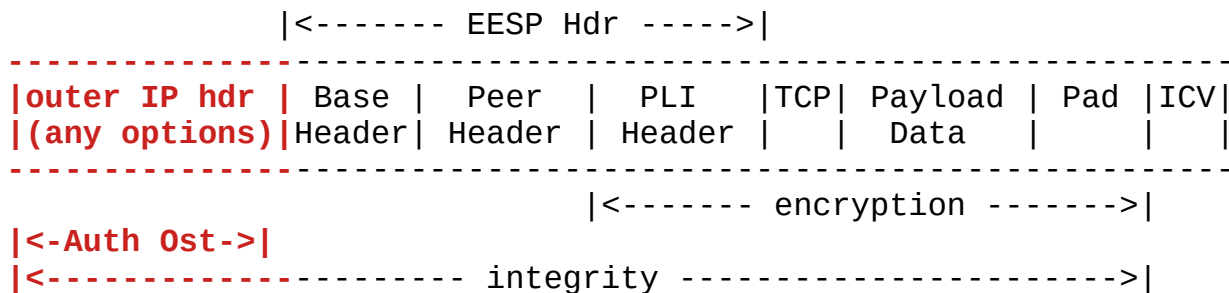 |<------- EESP Hdr ----->|
---------------------------------------------------------------------------
|outer IP hdr | Base | Peer | PLI |TCP| Payload | Pad |ICV|
|(any options)|Header| Header | Header | | Data | | |
---------------------------------------------------------------------------
|<------- encryption ------->|
|<-Auth Ost->|
|<---------------------- integrity ---------------------->|